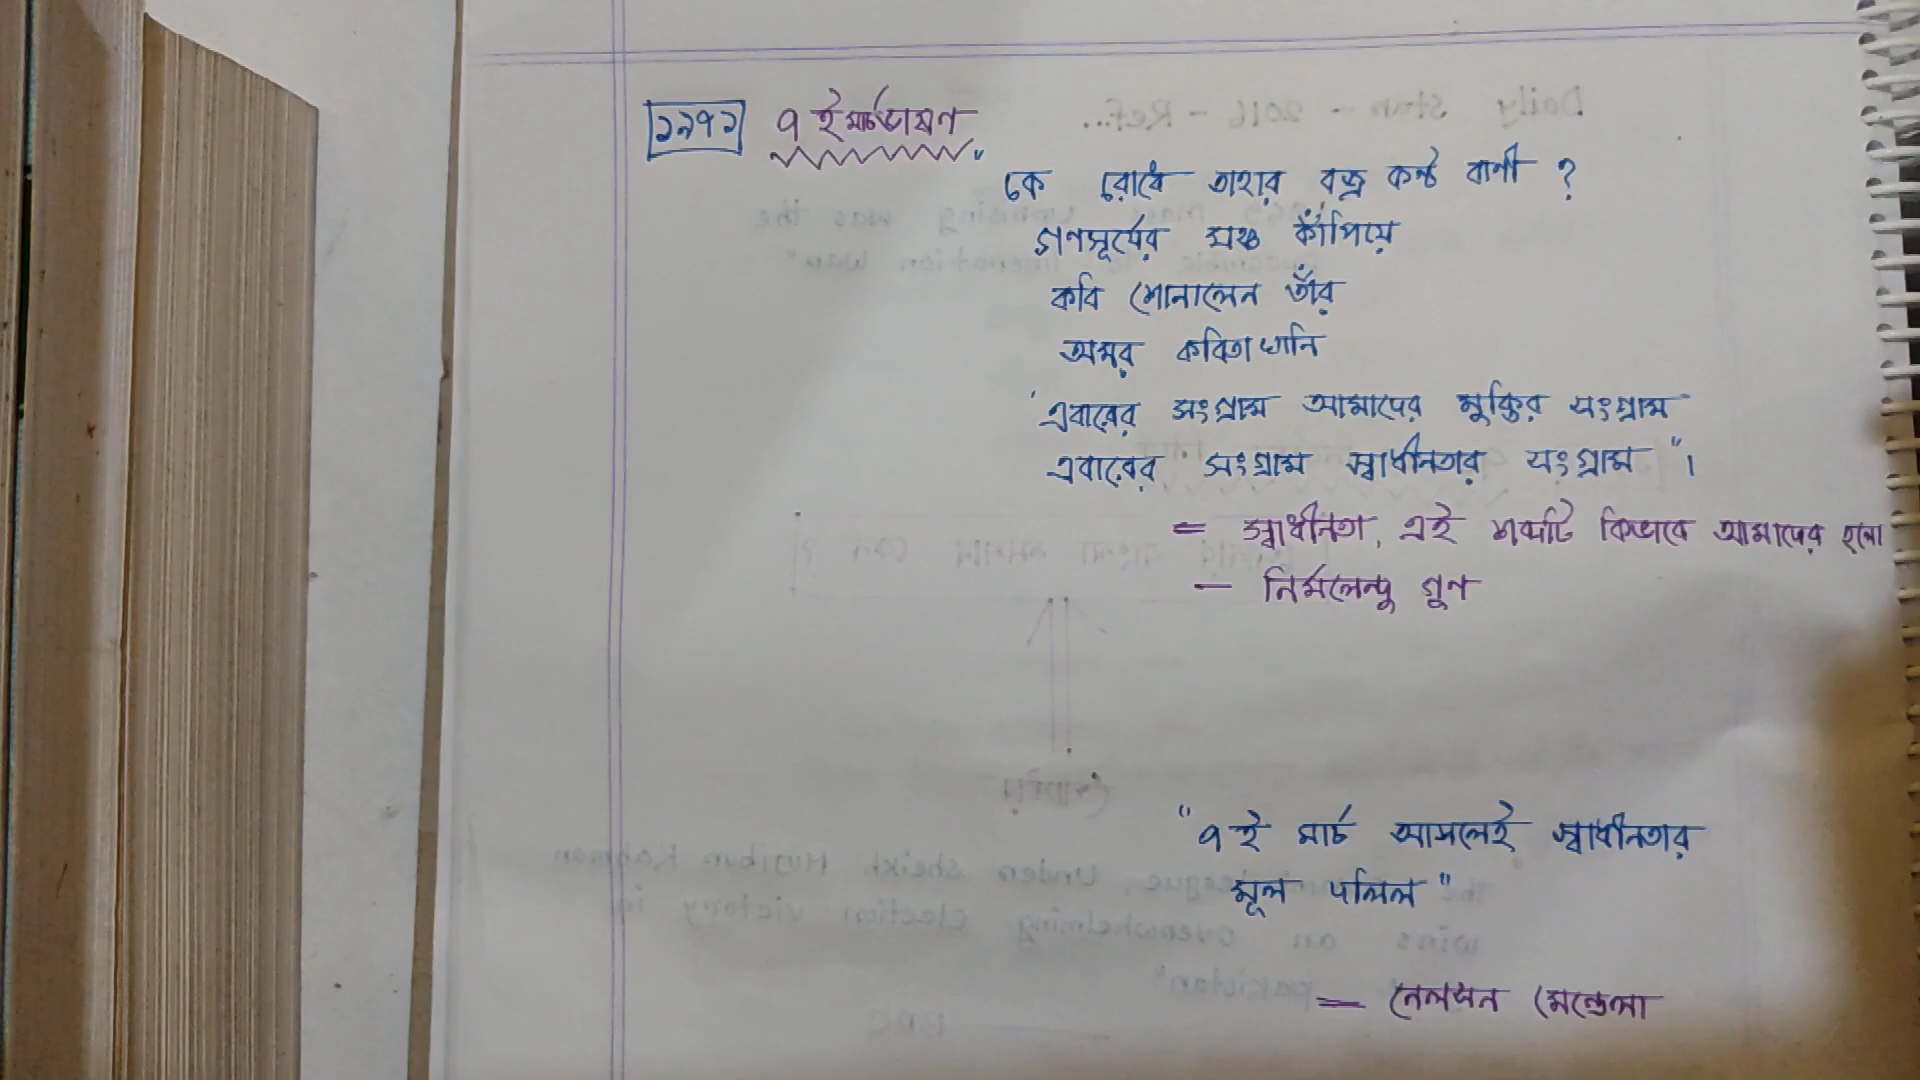 ১৯৭১ ৭ই মার্চ ভাষণ
"কে রোধে তাহার বজ্র কন্ঠ বানী ?
গণসূর্যের মঞ্চ কাঁপিয়ে
কবি শোনালেন তাঁর
অমর কবিতা খানি
'এবারের সংগ্রাম আমাদের মুক্তির সংগ্রাম
এবারের সংগ্রাম স্বাধীনতার সংগ্রাম"।
= স্বাধীনতা, এই শব্দটি কিভাবে আমাদের হলো
— নির্মলেন্দু গুণ
"৭ই মার্চ আসলেই স্বাধীনতার
মূল দলিল"
= নেলসন মেন্ডেলা